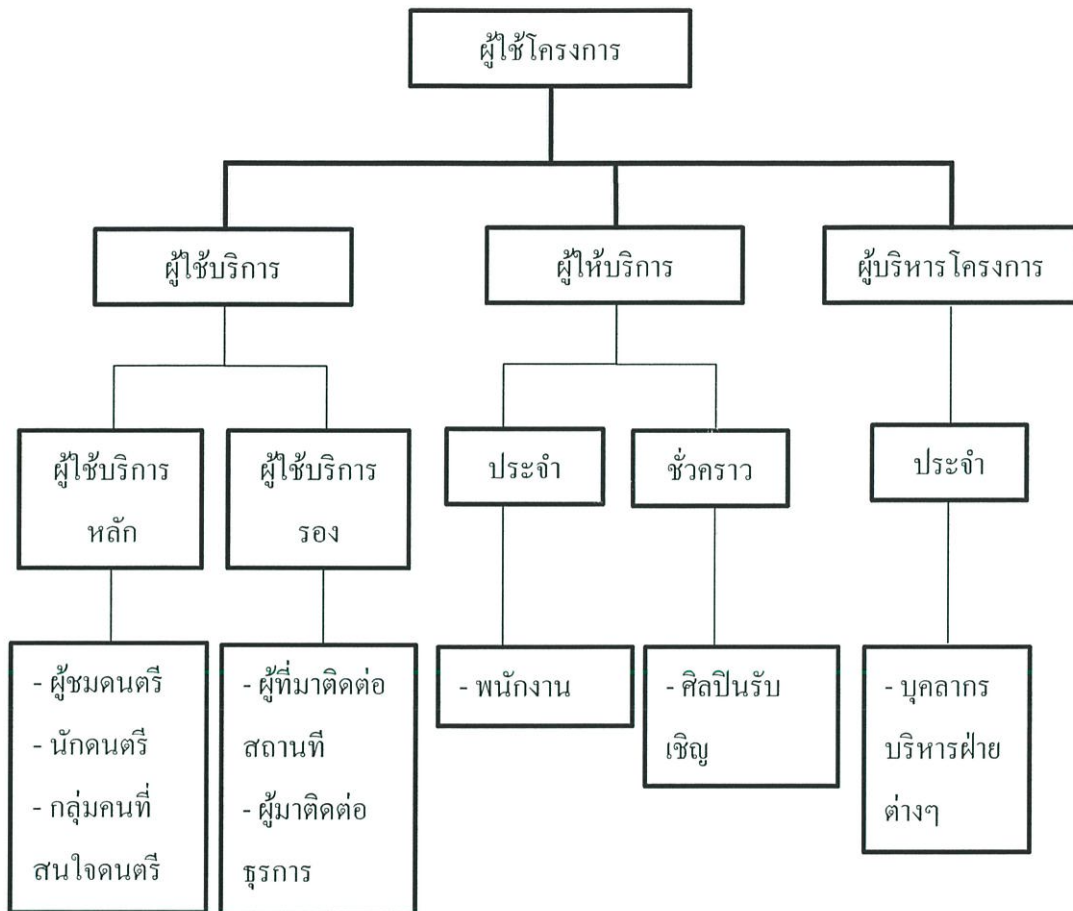 ผู้ใช้โครงการ
ผู้ใช้บริการ
ผู้ให้บริการ
ผู้บริหารโครงการ
ผู้ใช้บริการ
หลัก
ผู้ใช้บริการ
รอง
ประจำ
ชั่วคราว
ประจำ
- ผู้ชมดนตรี
- นักดนตรี
- กลุ่มคนที่
สนใจดนตรี
- ผู้ที่มาติดต่อ
สถานที่
- ผู้มาติดต่อ
ธุรการ
- พนักงาน
- ศิลปินรับ
เชิญ
- บุคลากร
บริหารฝ่าย
ต่างๆ